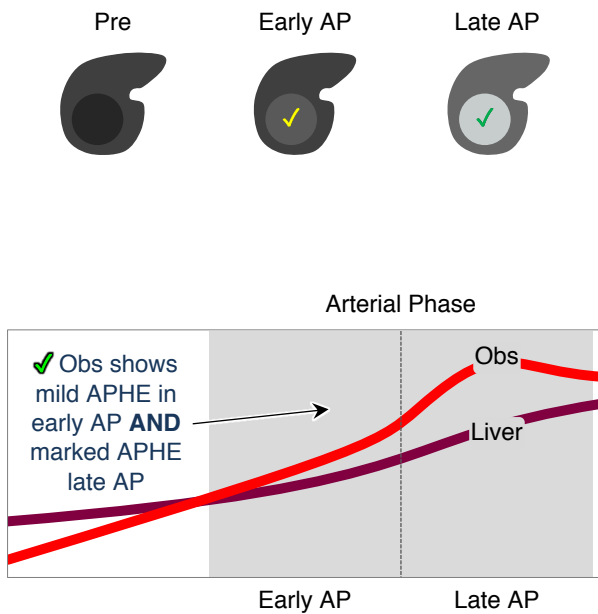 Pre Early AP Late AP
✓ ✓
Arterial Phase
✓ Obs shows
mild APHE in
early AP AND
marked APHE
late AP
Obs
Liver
Early AP Late AP